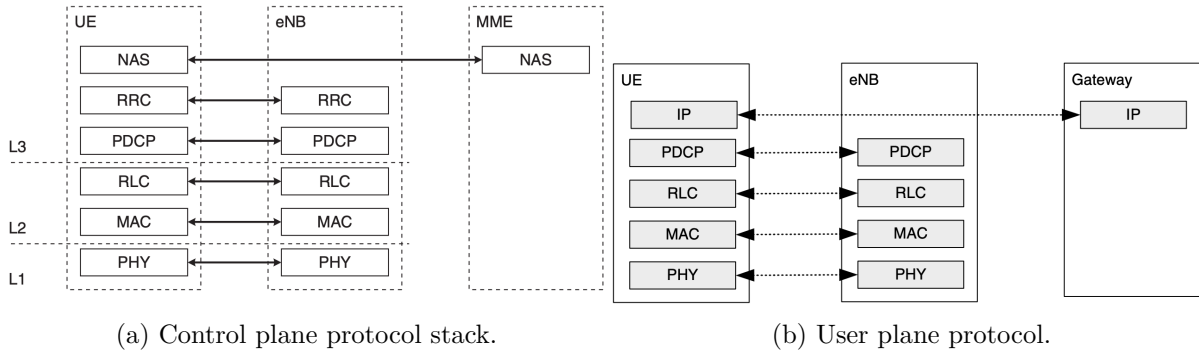 UE
eNB
MME
NAS
NAS
RRC
RRC
PDCP
PDCP
L3
RLC
RLC
MAC
MAC
L2
PHY
PHY
L1
(a) Control plane protocol stack.
UE
eNB
Gateway
IP
IP
PDCP
PDCP
RLC
RLC
MAC
MAC
PHY
PHY
(b) User plane protocol.